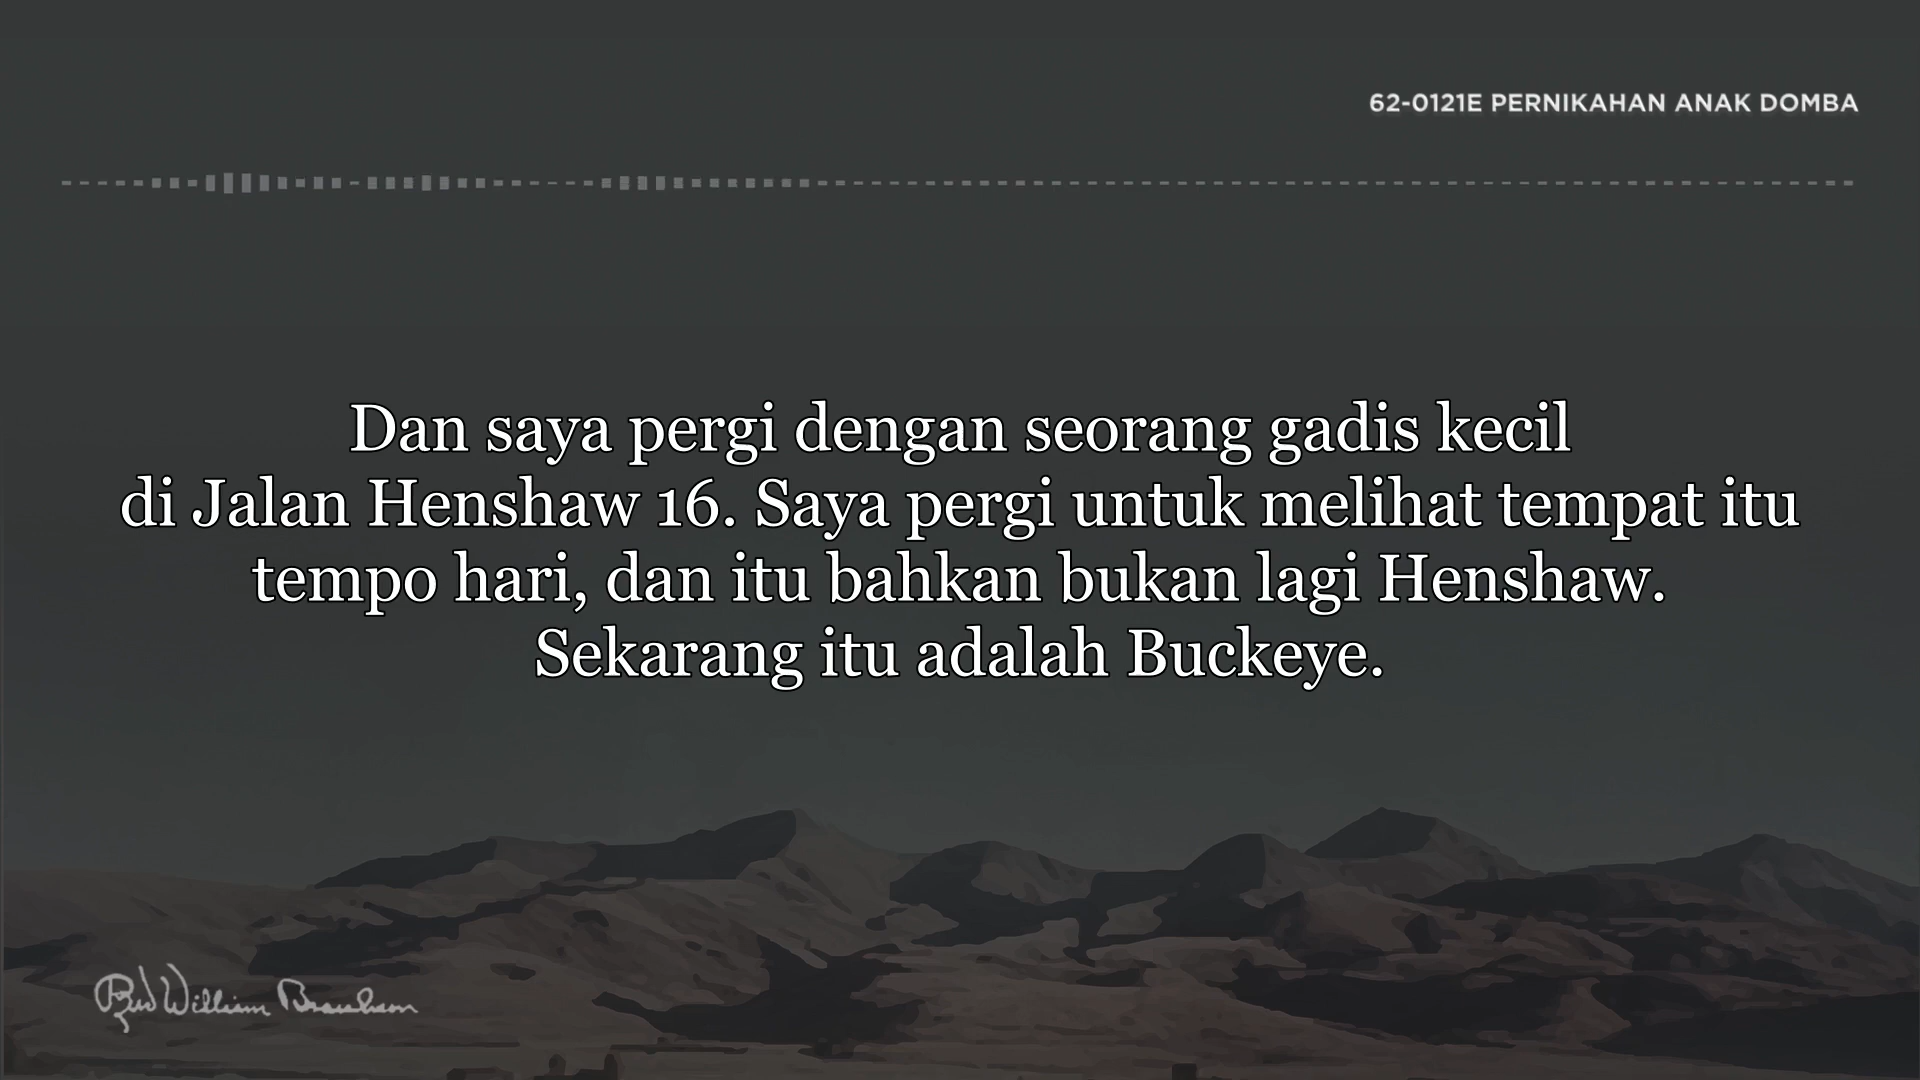 62-0121E PERNIKAHAN ANAK DOMBA
Dan saya pergi dengan seorang gadis kecil
di Jalan Henshaw 16. Saya pergi untuk melihat tempat itu
tempo hari, dan itu bahkan bukan lagi Henshaw.
Sekarang itu adalah Buckeye.
Rev William Branham